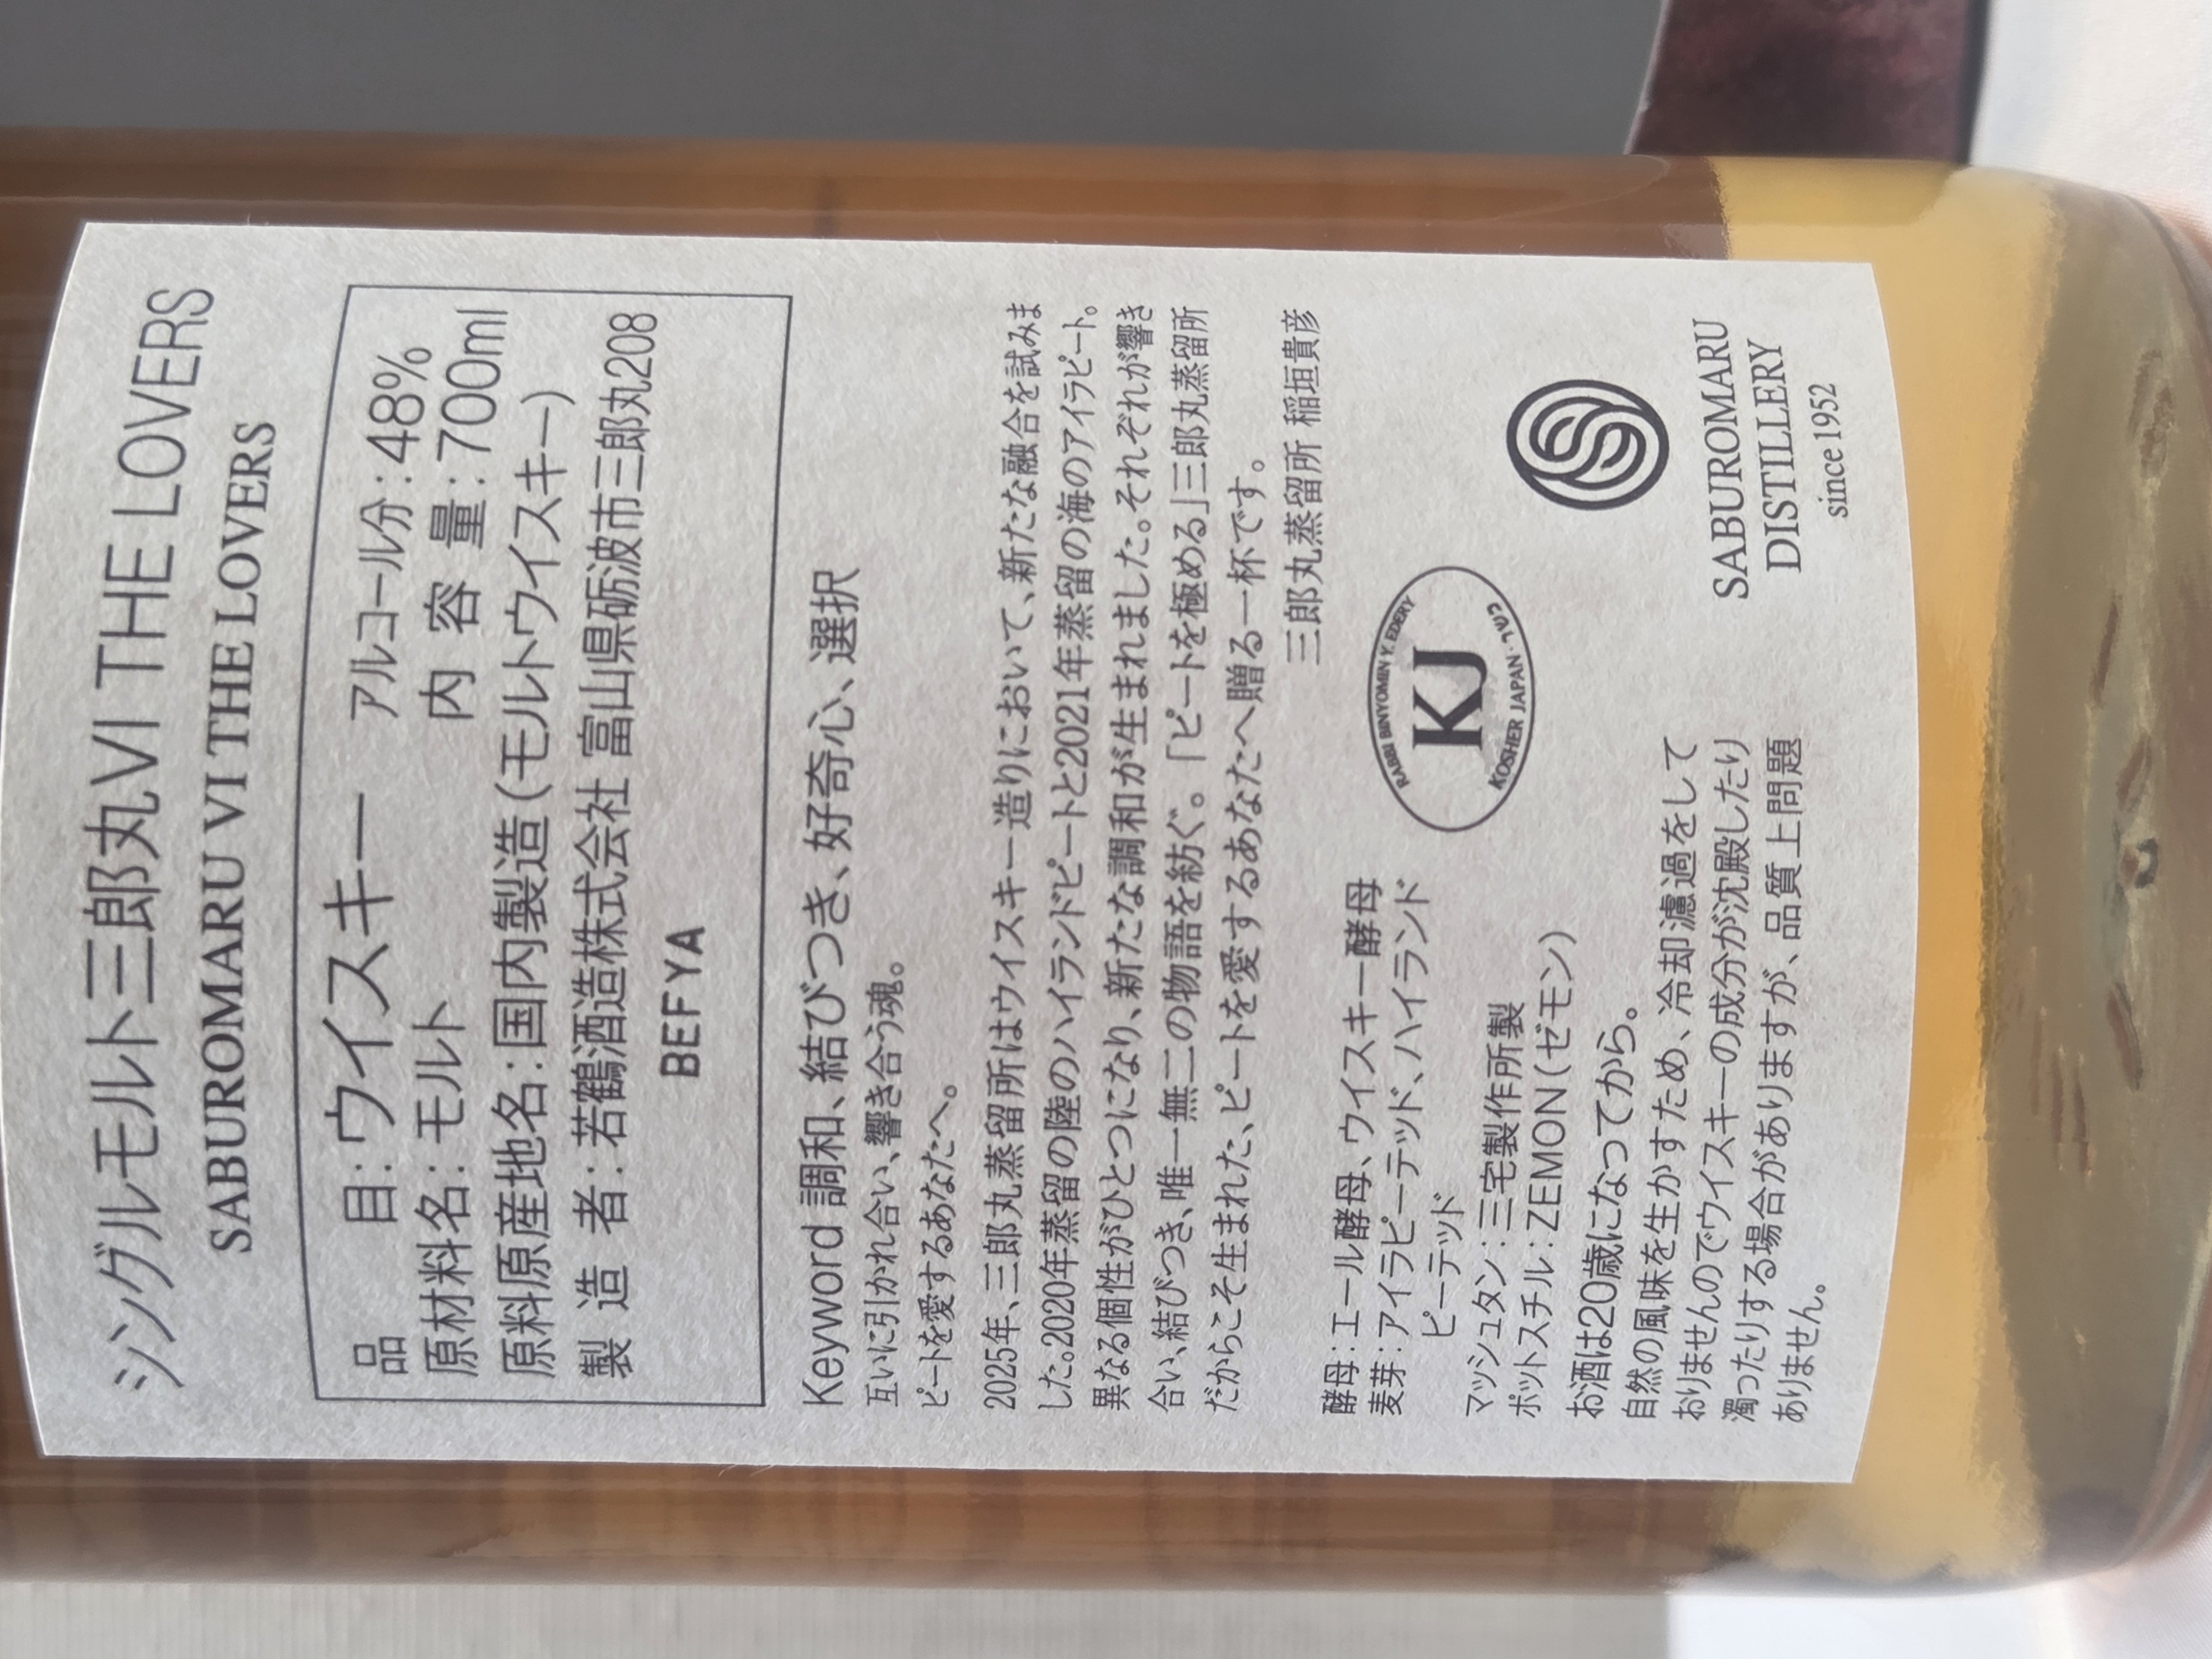 シングルモルト三郎丸VI THE LOVERS
SABUROMARU VI THE LOVERS
品　　目：ウイスキー　アルコール分：48%
原材料名：モルト　内 容 量：700ml
原料原産地名：国内製造（モルトウイスキー）
製 造 者：若鶴酒造株式会社 富山県砺波市三郎丸208
BEFYA
Keyword 調和、結びつき、好奇心、選択
互いに引かれ合い、響き合う魂。
ピートを愛するあなたへ。
2025年、三郎丸蒸留所はウイスキー造りにおいて、新たな融合を試みま
した。2020年蒸留の陸のハイランドピートと2021年蒸留の海のアイラピート。
異なる個性がひとつになり、新たな調和が生まれました。それぞれが響き
合い、結びつき、唯一無二の物語を紡ぐ。「ピートを極める」三郎丸蒸留所
だからこそ生まれた、ピートを愛するあなたへ贈る一杯です。
三郎丸蒸留所 稲垣貴彦
酵母：エール酵母、ウイスキー酵母
麦芽：アイラピーテッド、ハイランド
ピーテッド
マッシュタン：三宅製作所製
ポットスチル：ZEMON（ゼモン）
お酒は20歳になってから。
自然の風味を生かすため、冷却濾過をして
おりませんのでウイスキーの成分が沈殿したり
濁ったりする場合がありますが、品質上問題
ありません。
RABBI BINYOMIN Y. EDERY
KJ
KOSHER JAPAN · כשר
SABUROMARU
DISTILLERY
since 1952